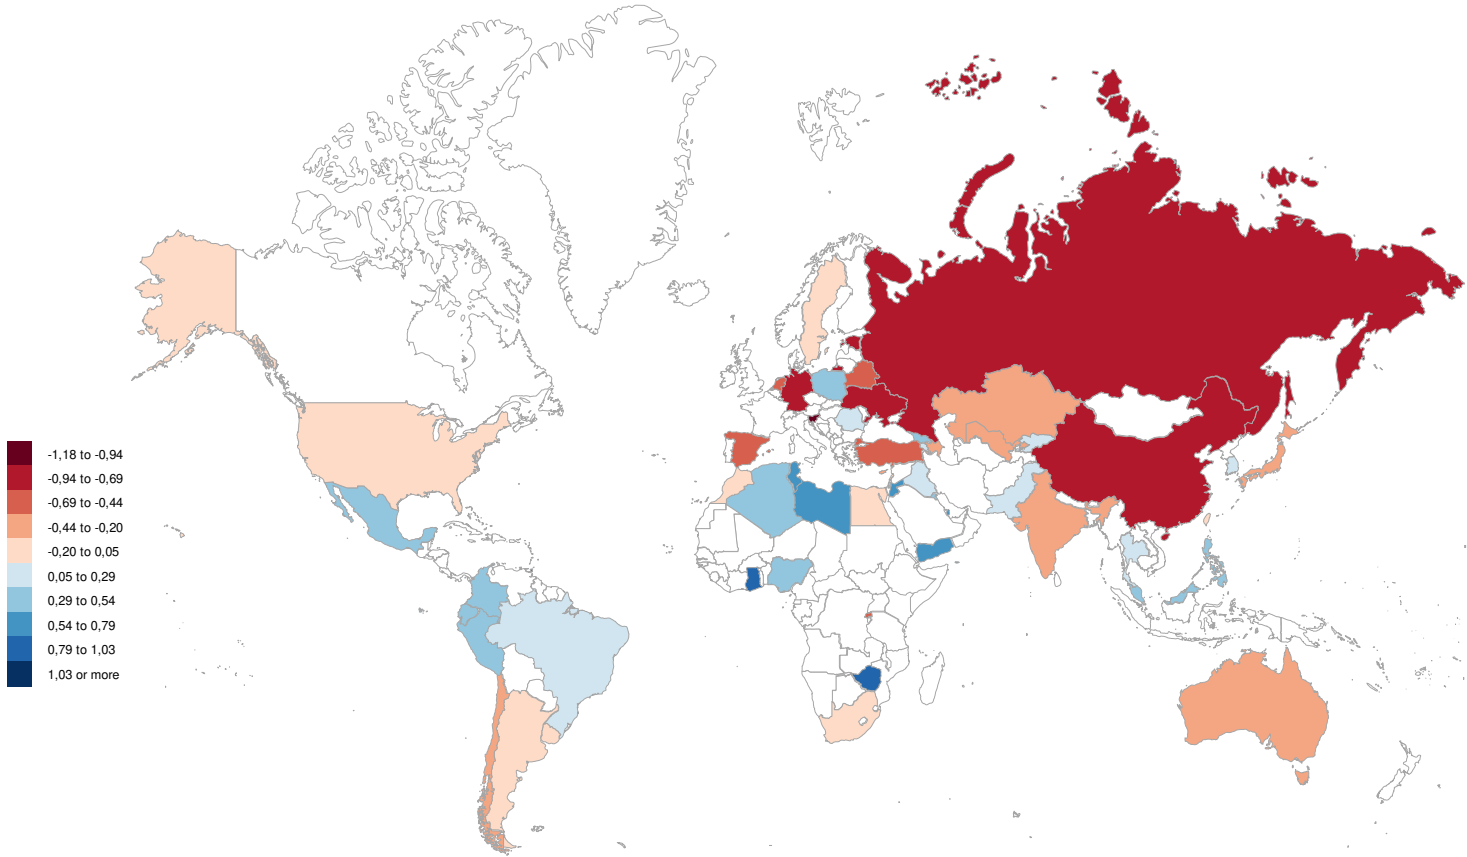 -1,18 to -0,94
-0,94 to -0,69
-0,69 to -0,44
-0,44 to -0,20
-0,20 to 0,05
0,05 to 0,29
0,29 to 0,54
0,54 to 0,79
0,79 to 1,03
1,03 or more